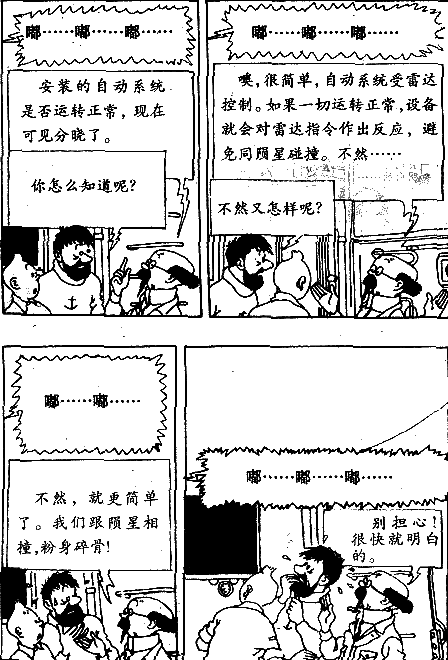 嘟……嘟……嘟……
安装的自动系统
是否运转正常，现在
可见分晓了。
你怎么知道呢？
嘟……嘟……嘟……
噢，很简单，自动系统受雷达
控制。如果一切运转正常，设备
就会对雷达指令作出反应，避
免同陨星碰撞。不然……
不然又怎样呢？
嘟……嘟……
不然，就更简单
了。我们跟陨星相
撞，粉身碎骨！
嘟……嘟……嘟……
别担心！
很快就明白
的。